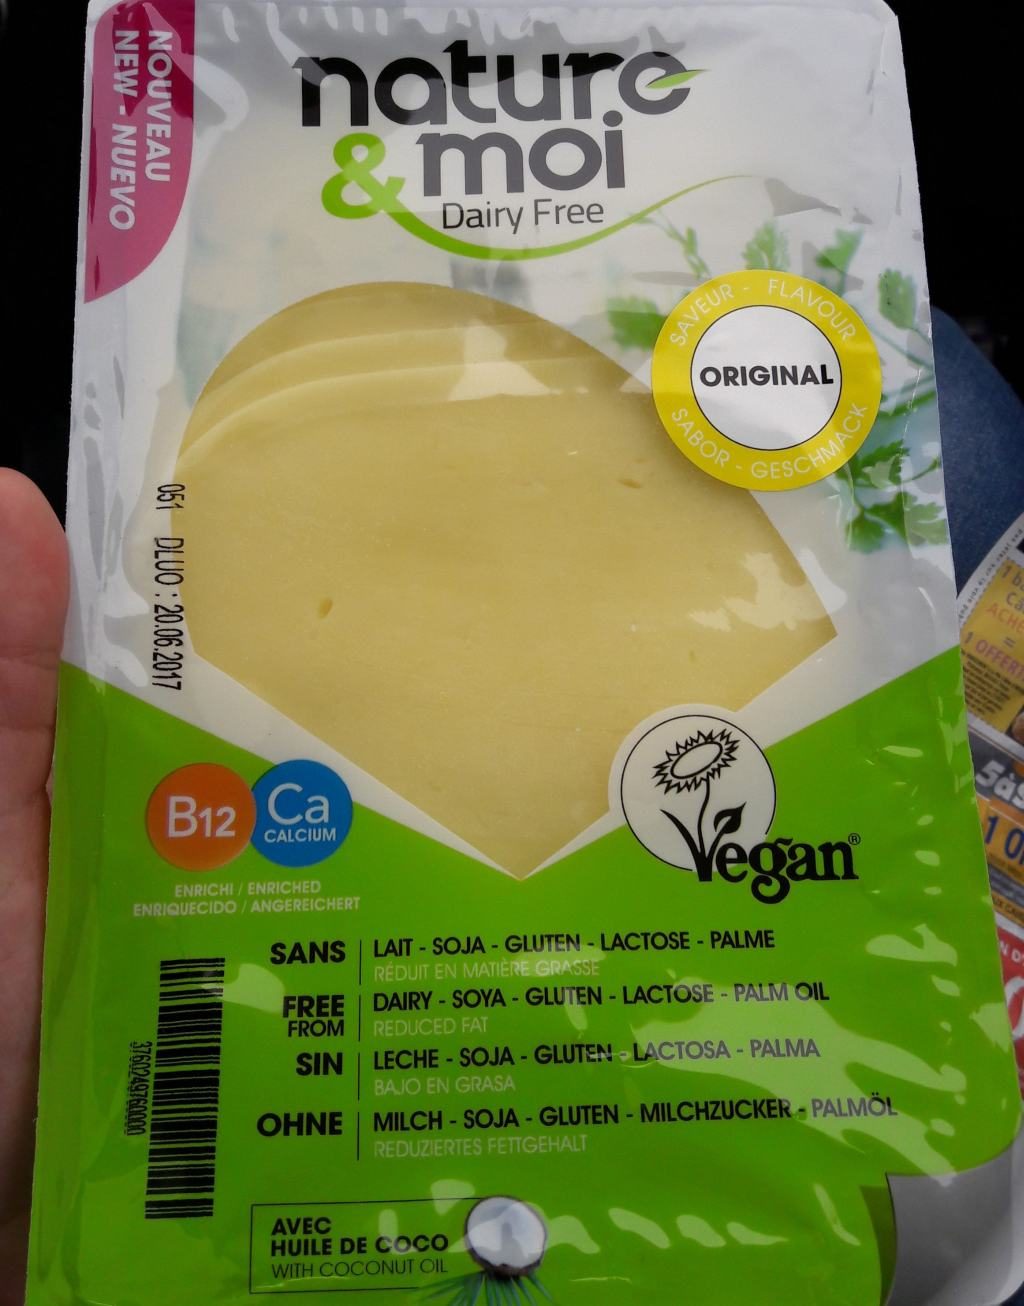 NOUVEAU
NEW - NUEVO
nature
& moi
Dairy Free
SAVEUR - FLAVOUR
ORIGINAL
SABOR - GESCHMACK
051 DLUO : 20.06.2017
B12
Ca
CALCIUM
ENRICHI / ENRICHED
ENRIQUECIDO / ANGEREICHERT
Vegan®
SANS
LAIT - SOJA - GLUTEN - LACTOSE - PALME
RÉDUIT EN MATIÈRE GRASSE
FREE
FROM
DAIRY - SOYA - GLUTEN - LACTOSE - PALM OIL
REDUCED FAT
SIN
LECHE - SOJA - GLUTEN - LACTOSA - PALMA
BAJO EN GRASA
OHNE
MILCH - SOJA - GLUTEN - MILCHZUCKER - PALMÖL
REDUZIERTES FETTGEHALT
AVEC
HUILE DE COCO
WITH COCONUT OIL
= 
1 OFFERT